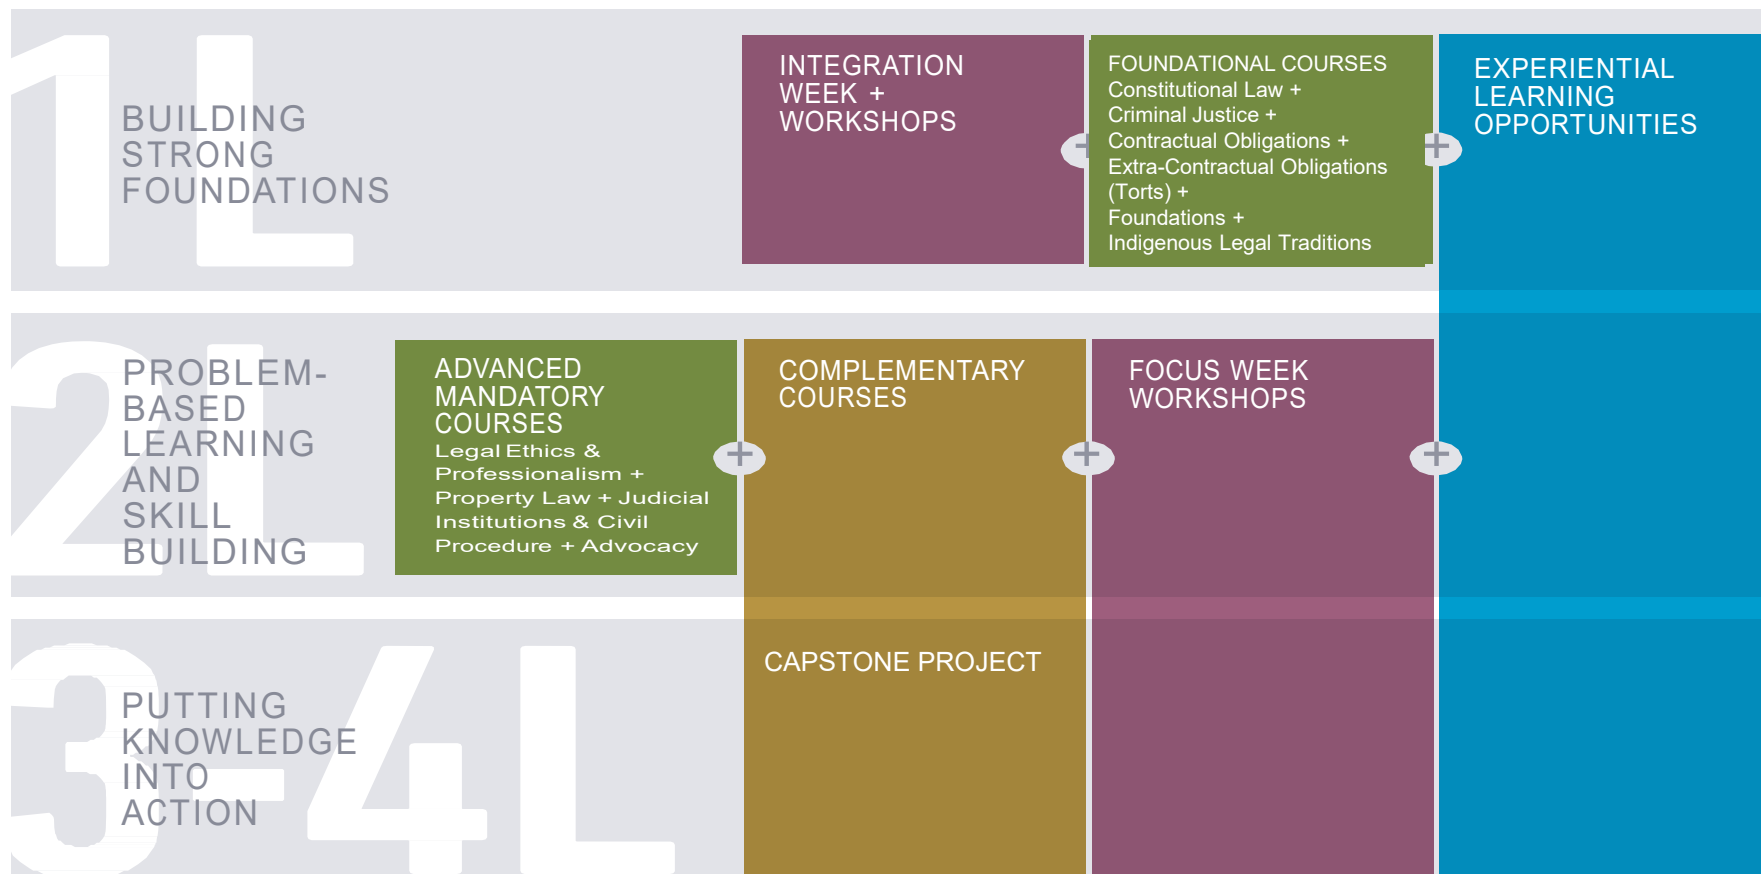 1L
BUILDING
STRONG
FOUNDATIONS
INTEGRATION
WEEK +
WORKSHOPS
+
FOUNDATIONAL COURSES
Constitutional Law +
Criminal Justice +
Contractual Obligations +
Extra-Contractual Obligations
(Torts) +
Foundations +
Indigenous Legal Traditions
+
EXPERIENTIAL
LEARNING
OPPORTUNITIES
2L
PROBLEM-
BASED
LEARNING
AND
SKILL
BUILDING
ADVANCED
MANDATORY
COURSES
Legal Ethics &
Professionalism +
Property Law + Judicial
Institutions & Civil
Procedure + Advocacy
+
COMPLEMENTARY
COURSES
+
FOCUS WEEK
WORKSHOPS
+
3-4L
PUTTING
KNOWLEDGE
INTO
ACTION
CAPSTONE PROJECT